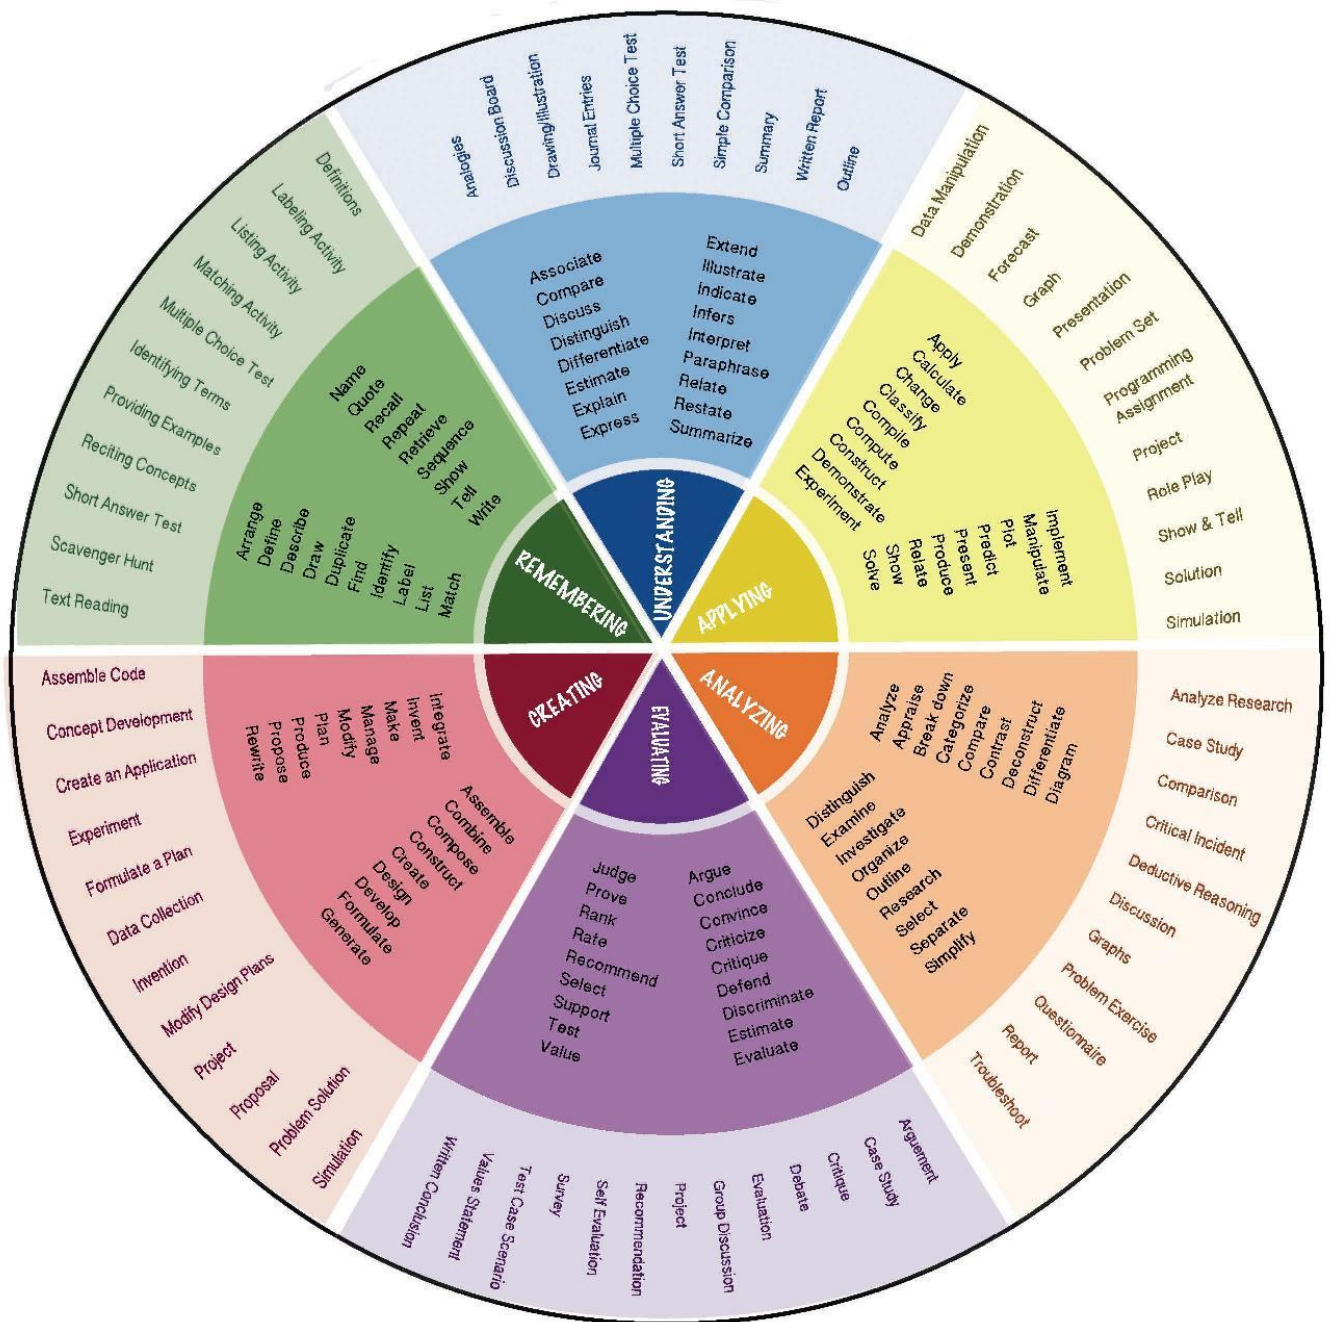 UNDERSTANDING
Analogies
Discussion Board
Drawing/Illustration
Journal Entries
Multiple Choice Test
Short Answer Test
Simple Comparison
Summary
Written Report
Outline
Associate
Compare
Discuss
Distinguish
Differentiate
Estimate
Explain
Express
Extend
Illustrate
Indicate
Infers
Interpret
Paraphrase
Relate
Restate
Summarize
APPLYING
Data Manipulation
Demonstration
Forecast
Graph
Presentation
Problem Set
Programming
Assignment
Project
Role Play
Show & Tell
Solution
Simulation
Apply
Calculate
Change
Classify
Compile
Compute
Construct
Demonstrate
Experiment
Implement
Manipulate
Plot
Predict
Present
Produce
Relate
Show
Solve
ANALYZING
Analyze Research
Case Study
Comparison
Critical Incident
Deductive Reasoning
Discussion
Graphs
Problem Exercise
Questionnaire
Report
Troubleshoot
Analyze
Appraise
Break down
Categorize
Compare
Contrast
Deconstruct
Differentiate
Diagram
Distinguish
Examine
Investigate
Organize
Outline
Research
Select
Separate
Simplify
EVALUATING
Arguement
Case Study
Critique
Debate
Evaluation
Group Discussion
Project
Recommendation
Self Evaluation
Survey
Test Case Scenario
Values Statement
Written Conclusion
Argue
Conclude
Convince
Criticize
Critique
Defend
Discriminate
Estimate
Evaluate
Judge
Prove
Rank
Rate
Recommend
Select
Support
Test
Value
CREATING
Assemble Code
Concept Development
Create an Application
Experiment
Formulate a Plan
Data Collection
Invention
Modify Design Plans
Project
Proposal
Problem Solution
Simulation
Assemble
Combine
Compose
Construct
Create
Design
Develop
Formulate
Generate
Integrate
Invent
Make
Manage
Modify
Plan
Produce
Propose
Rewrite
REMEMBERING
Definitions
Labeling Activity
Listing Activity
Matching Activity
Multiple Choice Test
Identifying Terms
Providing Examples
Reciting Concepts
Short Answer Test
Scavenger Hunt
Text Reading
Arrange
Define
Describe
Draw
Duplicate
Find
Identify
Label
List
Match
Name
Quote
Recall
Repeat
Retrieve
Sequence
Show
Tell
Write